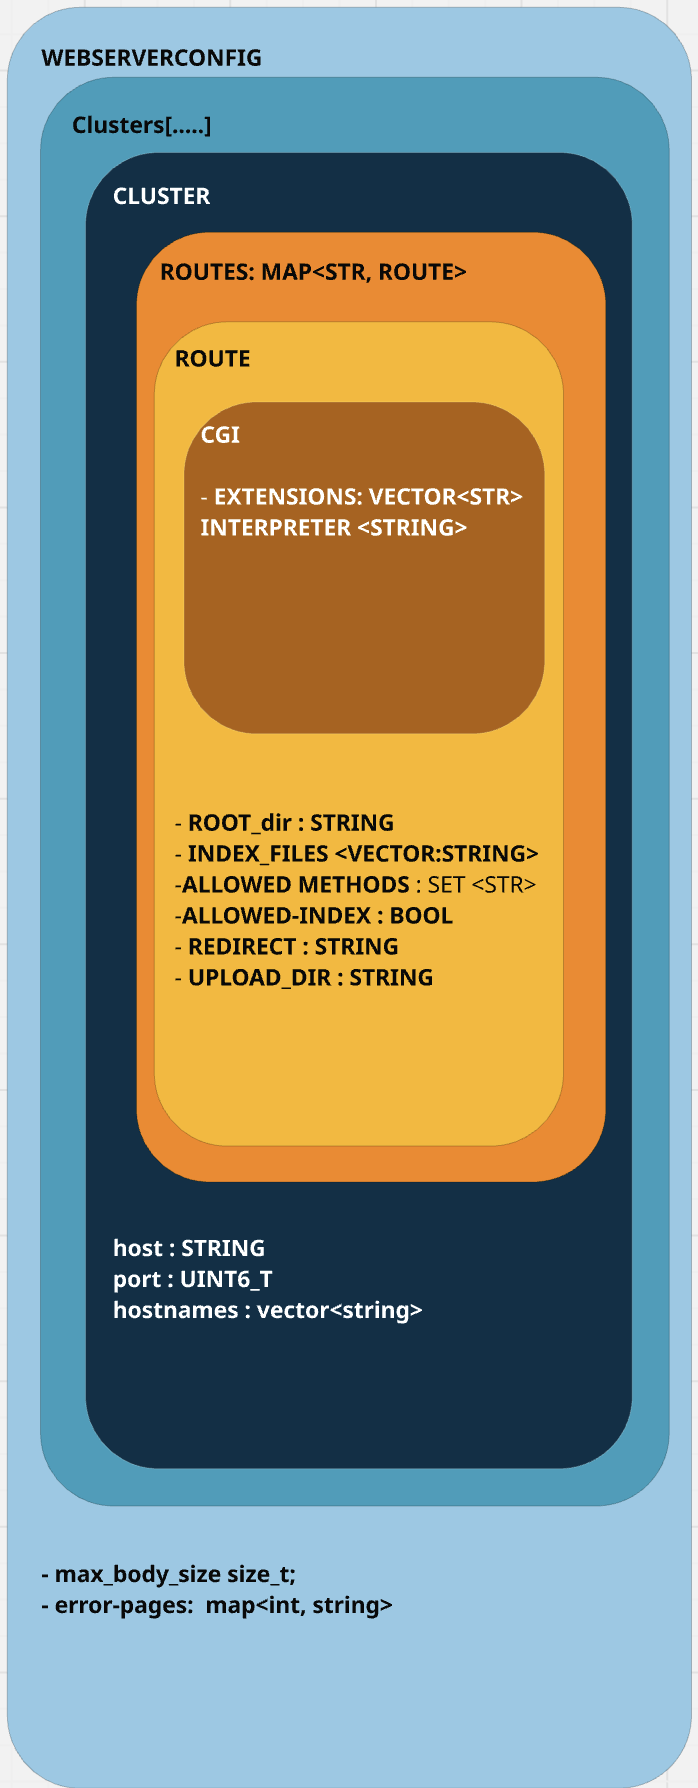 WEBSERVERCONFIG
Clusters[.....]
CLUSTER
ROUTES: MAP<STR, ROUTE>
ROUTE
CGI
- EXTENSIONS: VECTOR<STR>
INTERPRETER <STRING>
- ROOT_dir : STRING
- INDEX_FILES <VECTOR:STRING>
-ALLOWED METHODS : SET <STR>
-ALLOWED-INDEX : BOOL
- REDIRECT : STRING
- UPLOAD_DIR : STRING
host : STRING
port : UINT6_T
hostnames : vector<string>
- max_body_size size_t;
- error-pages:  map<int, string>